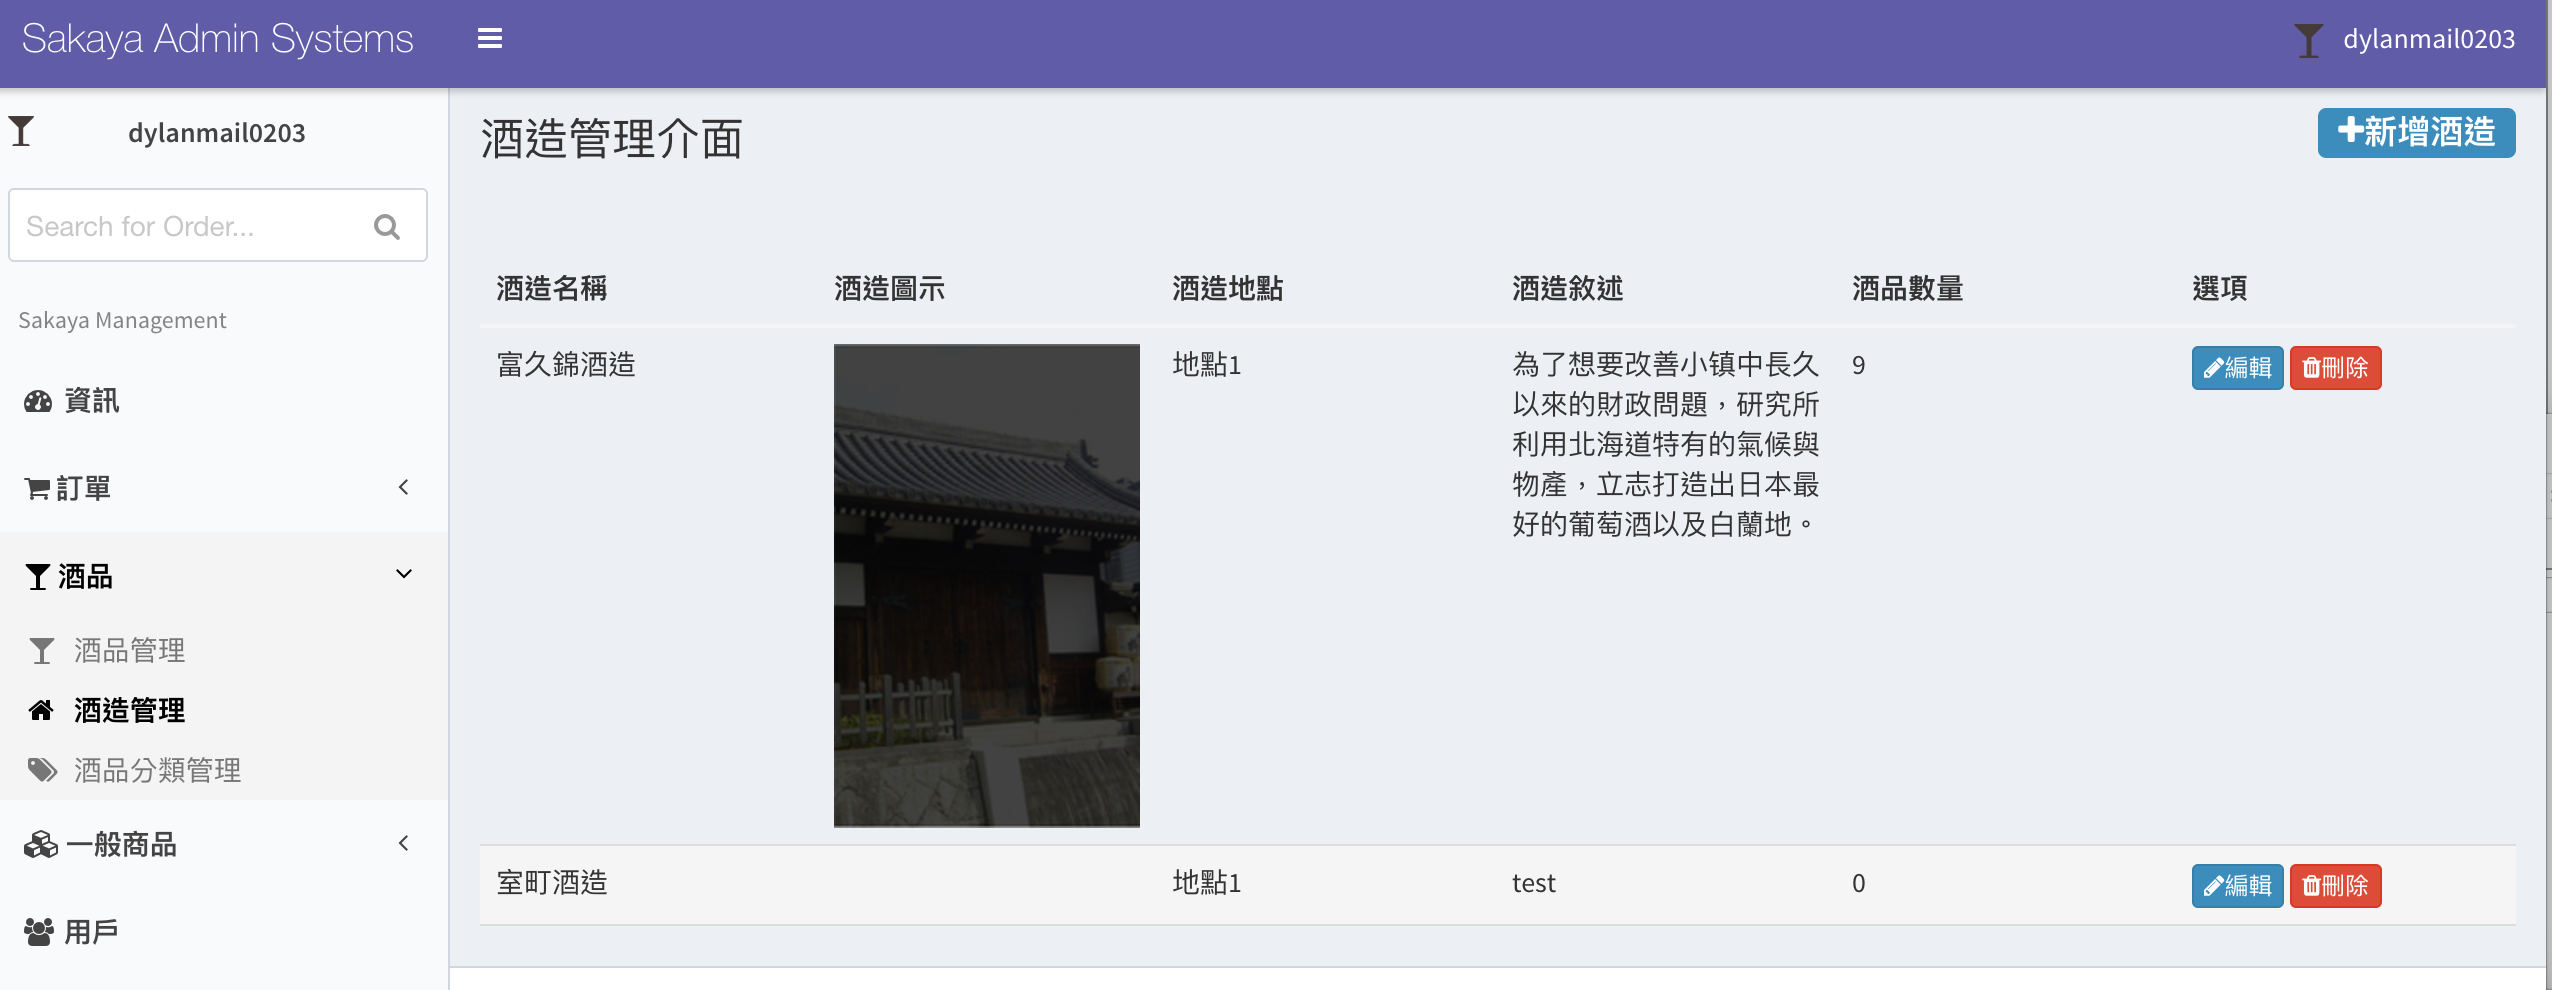 Sakaya Admin Systems
dylanmail0203
dylanmail0203
Search for Order...
Sakaya Management
資訊
訂單
酒品
酒品管理
酒造管理
酒品分類管理
一般商品
用戶
酒造管理介面
新增酒造
酒造名稱 酒造圖示 酒造地點 酒造敘述 酒品數量 選項
富久錦酒造 地點1 為了想要改善小镇中長久 9 編輯 刪除
以來的財政問題，研究所
利用北海道特有的氣候與
物產，立志打造出日本最
好的葡萄酒以及白蘭地。
室町酒造 地點1 test 0 編輯 刪除